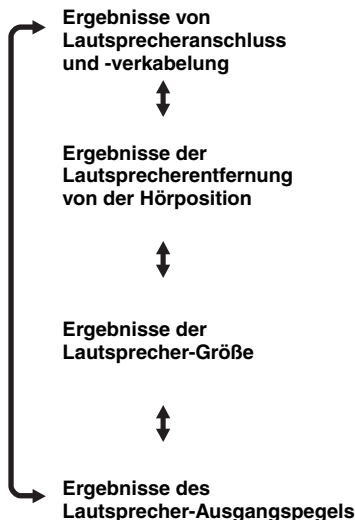 Ergebnisse von
Lautsprecheranschluss
und -verkabelung
Ergebnisse der
Lautsprecherentfernung
von der Hörposition
Ergebnisse der
Lautsprecher-Größe
Ergebnisse des
Lautsprecher-Ausgangspegels